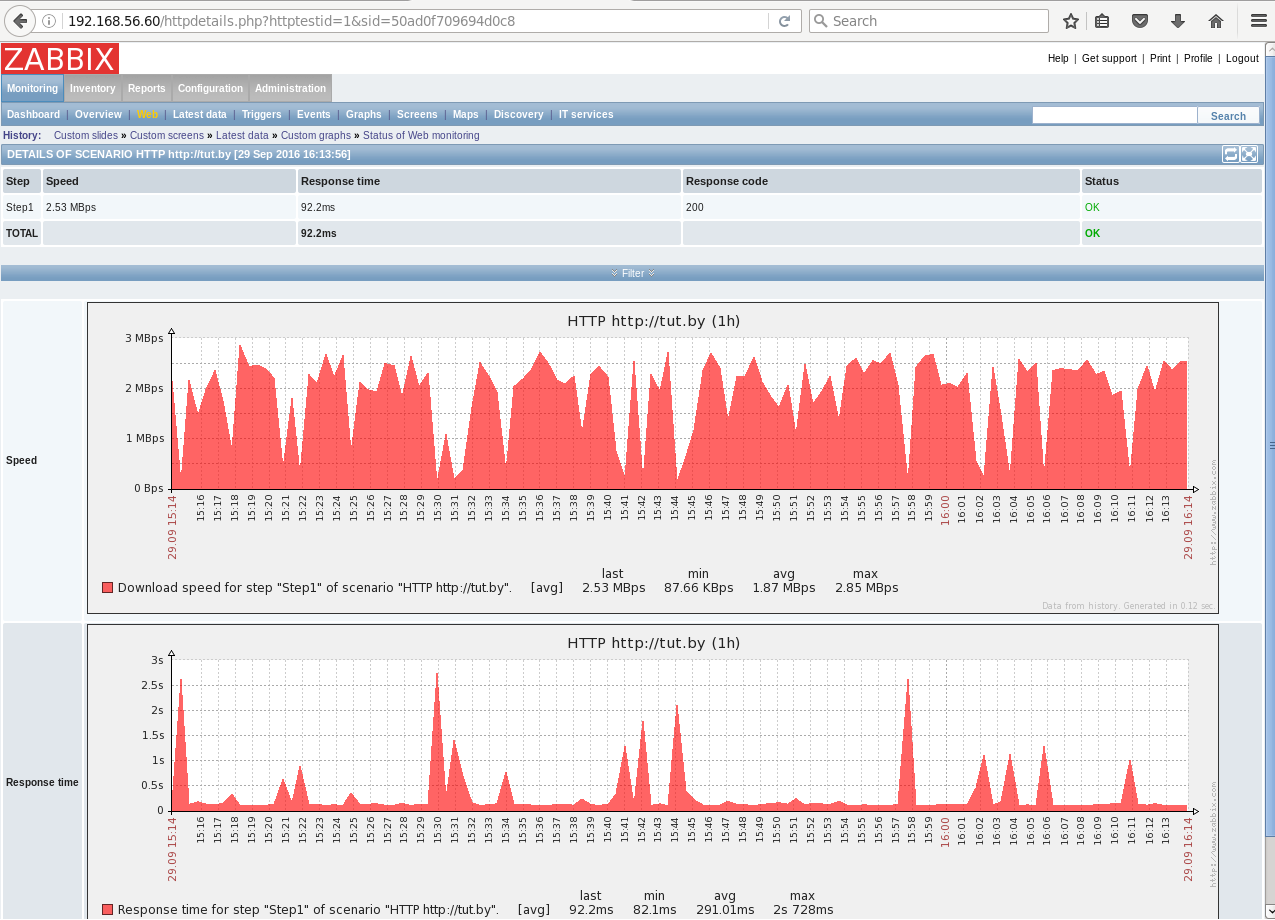 192.168.56.60/httpdetails.php?httptestid=1&sid=50ad0f709694d0c8
Search
ZABBIX
Help | Get support | Print | Profile | Logout
Monitoring Inventory Reports Configuration Administration
Dashboard | Overview | Web | Latest data | Triggers | Events | Graphs | Screens | Maps | Discovery | IT services
Search
History: Custom slides » Custom screens » Latest data » Custom graphs » Status of Web monitoring
DETAILS OF SCENARIO HTTP http://tut.by [29 Sep 2016 16:13:56]
Step Speed Response time Response code Status
Step1 2.53 MBps 92.2ms 200 OK
TOTAL 92.2ms OK
Filter
Speed
HTTP http://tut.by (1h)
3 MBps
2 MBps
1 MBps
0 Bps
29.09 15:14 15:16 15:17 15:18 15:19 15:20 15:21 15:22 15:23 15:24 15:25 15:26 15:27 15:28 15:29 15:30 15:31 15:32 15:34 15:35 15:36 15:37 15:38 15:39 15:40 15:41 15:42 15:43 15:44 15:45 15:46 15:47 15:48 15:49 15:50 15:51 15:52 15:53 15:54 15:55 15:56 15:57 15:58 15:59 16:00 16:01 16:02 16:03 16:04 16:05 16:06 16:07 16:08 16:09 16:10 16:11 16:12 16:13 29.09 16:14
http://www.zabbix.com
last min avg max
Download speed for step "Step1" of scenario "HTTP http://tut.by". [avg] 2.53 MBps 87.66 KBps 1.87 MBps 2.85 MBps
Data from history. Generated in 0.12 sec.
Response time
HTTP http://tut.by (1h)
3s
2.5s
2s
1.5s
1s
0.5s
0
29.09 15:14 15:16 15:17 15:18 15:19 15:20 15:21 15:22 15:23 15:24 15:25 15:26 15:27 15:28 15:29 15:30 15:31 15:32 15:34 15:35 15:36 15:37 15:38 15:39 15:40 15:41 15:42 15:43 15:44 15:45 15:46 15:47 15:48 15:49 15:50 15:51 15:52 15:53 15:54 15:55 15:56 15:57 15:58 15:59 16:00 16:01 16:02 16:03 16:04 16:05 16:06 16:07 16:08 16:09 16:10 16:11 16:12 16:13 29.09 16:14
http://www.zabbix.com
last min avg max
Response time for step "Step1" of scenario "HTTP http://tut.by". [avg] 92.2ms 82.1ms 291.01ms 2s 728ms